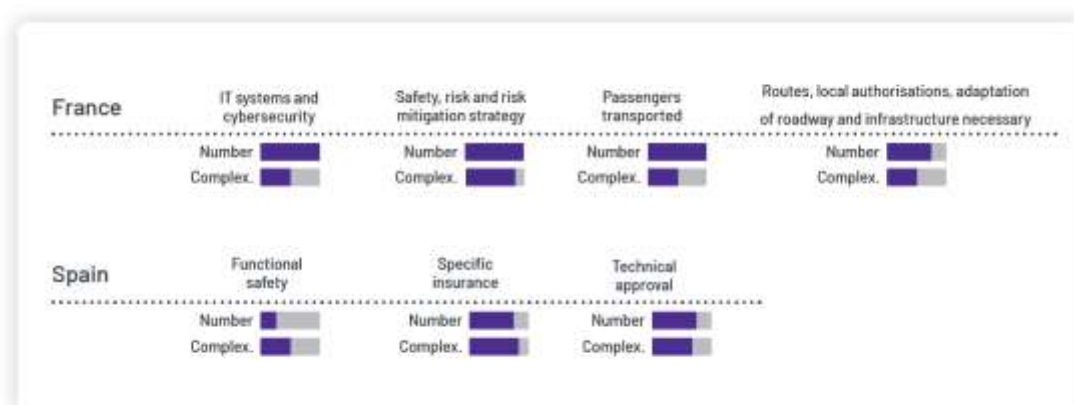 France
IT systems and
cybersecurity
Safety, risk and risk
mitigation strategy
Passengers
transported
Routes, local authorisations, adaptation
of roadway and infrastructure necessary
Number
Number
Number
Number
Complex.
Complex.
Complex.
Complex.
Spain
Functional
safety
Specific
insurance
Technical
approval
Number
Number
Number
Complex.
Complex.
Complex.